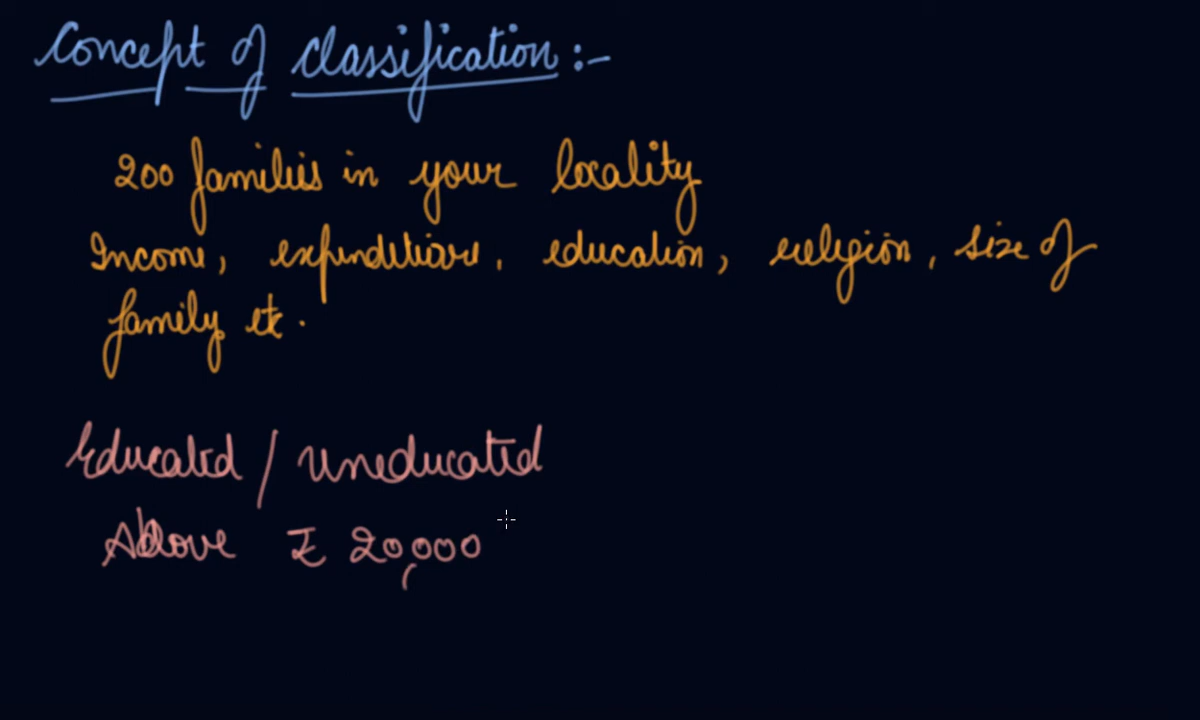 Concept of classification :-
200 families in your locality
Income, expenditure, education, religion, size of
family etc.
Educated / uneducated
Above ₹ 20,000